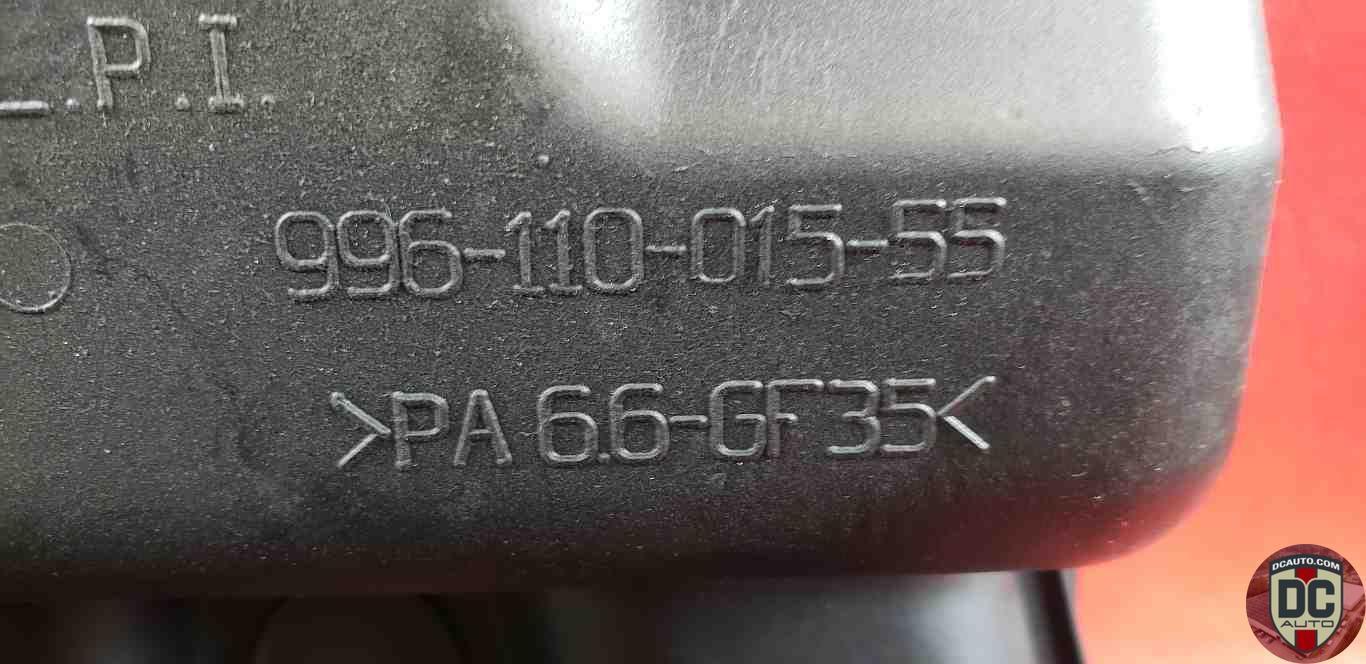 .P.I.
996-110-015-55
>PA 6.6-GF35<
DCAUTO.COM
DC
AUTO